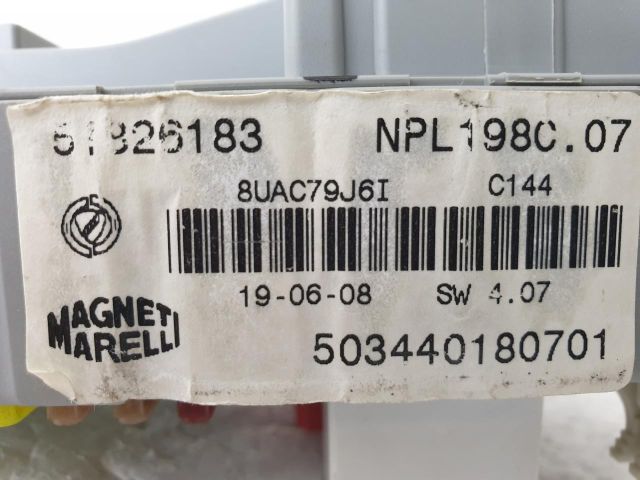 51826183 NPL198C.07
8UAC79J6I C144
19-06-08 SW 4.07
MAGNETI
MARELLI
503440180701